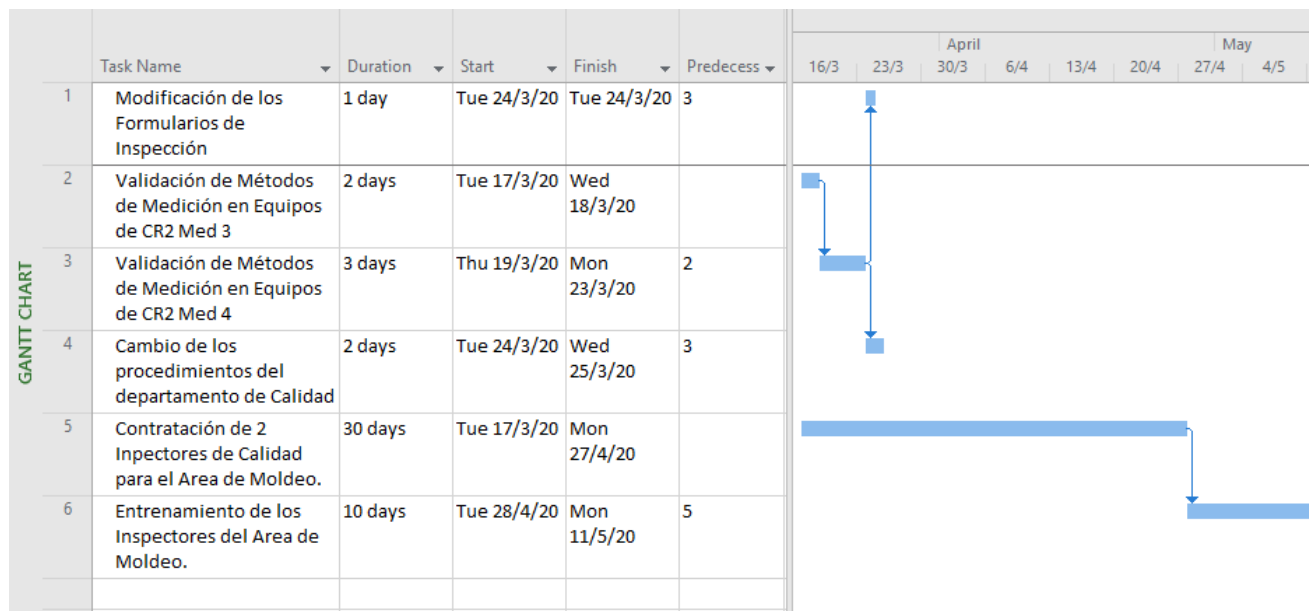 April May
Task Name Duration Start Finish Predecess 16/3 23/3 30/3 6/4 13/4 20/4 27/4 4/5
GANTT CHART
1 Modificación de los 1 day Tue 24/3/20 Tue 24/3/20 3
Formularios de
Inspección
2 Validación de Métodos 2 days Tue 17/3/20 Wed
de Medición en Equipos 18/3/20
de CR2 Med 3
3 Validación de Métodos 3 days Thu 19/3/20 Mon 2
de Medición en Equipos 23/3/20
de CR2 Med 4
4 Cambio de los 2 days Tue 24/3/20 Wed 3
procedimientos del 25/3/20
departamento de Calidad
5 Contratación de 2 30 days Tue 17/3/20 Mon
Inpectores de Calidad 27/4/20
para el Area de Moldeo.
6 Entrenamiento de los 10 days Tue 28/4/20 Mon 5
Inspectores del Area de 11/5/20
Moldeo.